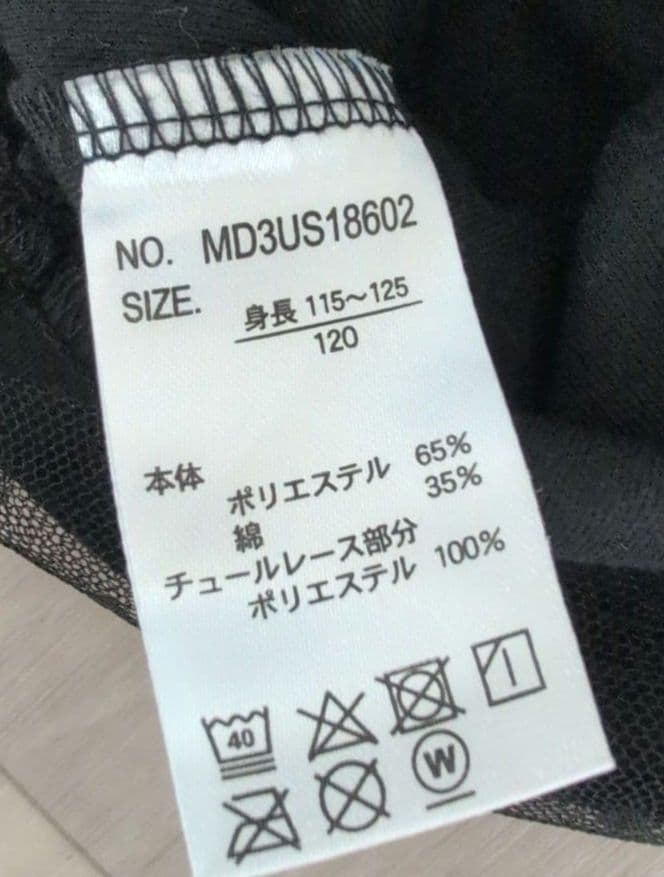 NO. MD3US18602
SIZE. 身長 115～125
120
本体
ポリエステル 65%
綿 35%
チュールレース部分
ポリエステル 100%
40
W